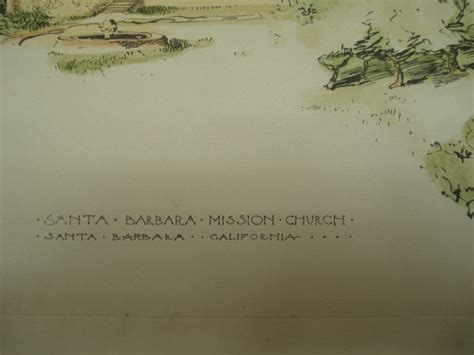 · SANTA · BARBARA · MISSION · CHURCH ·
· SANTA · BARBARA · · CALIFORNIA · · · ·